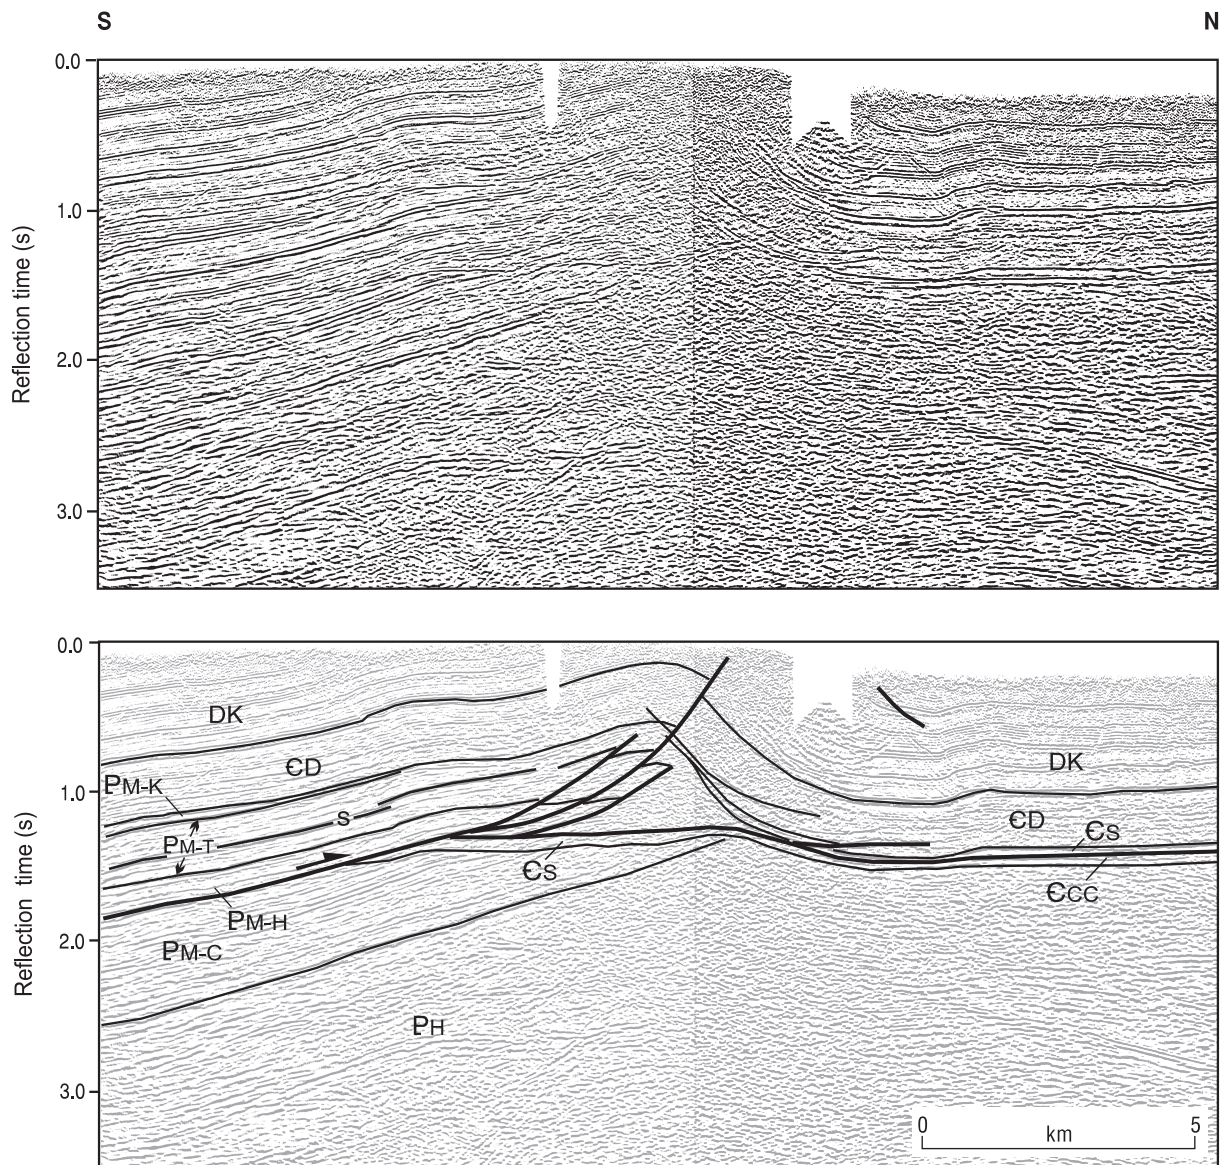 S N
0.0
1.0
2.0
3.0
Reflection time (s)
0.0
1.0
2.0
3.0
Reflection time (s)
DK
ЄD
PM-K
S
PM-T
ЄS
PM-H
PM-C
PH
DK
ЄD
ЄS
ЄCC
0 5
km